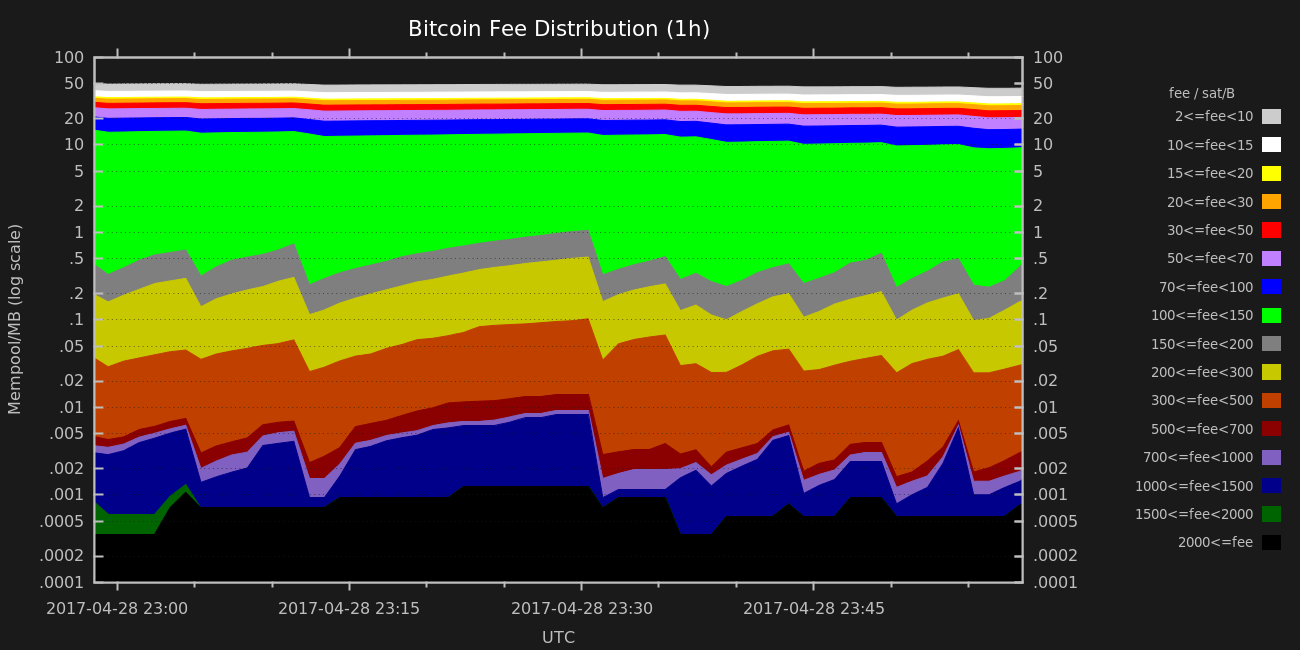 Bitcoin Fee Distribution (1h)
Mempool/MB (log scale)
100
50
20
10
5
2
1
.5
.2
.1
.05
.02
.01
.005
.002
.001
.0005
.0002
.0001
100
50
20
10
5
2
1
.5
.2
.1
.05
.02
.01
.005
.002
.001
.0005
.0002
.0001
2017-04-28 23:00
2017-04-28 23:15
2017-04-28 23:30
2017-04-28 23:45
UTC
fee / sat/B
2<=fee<10
10<=fee<15
15<=fee<20
20<=fee<30
30<=fee<50
50<=fee<70
70<=fee<100
100<=fee<150
150<=fee<200
200<=fee<300
300<=fee<500
500<=fee<700
700<=fee<1000
1000<=fee<1500
1500<=fee<2000
2000<=fee